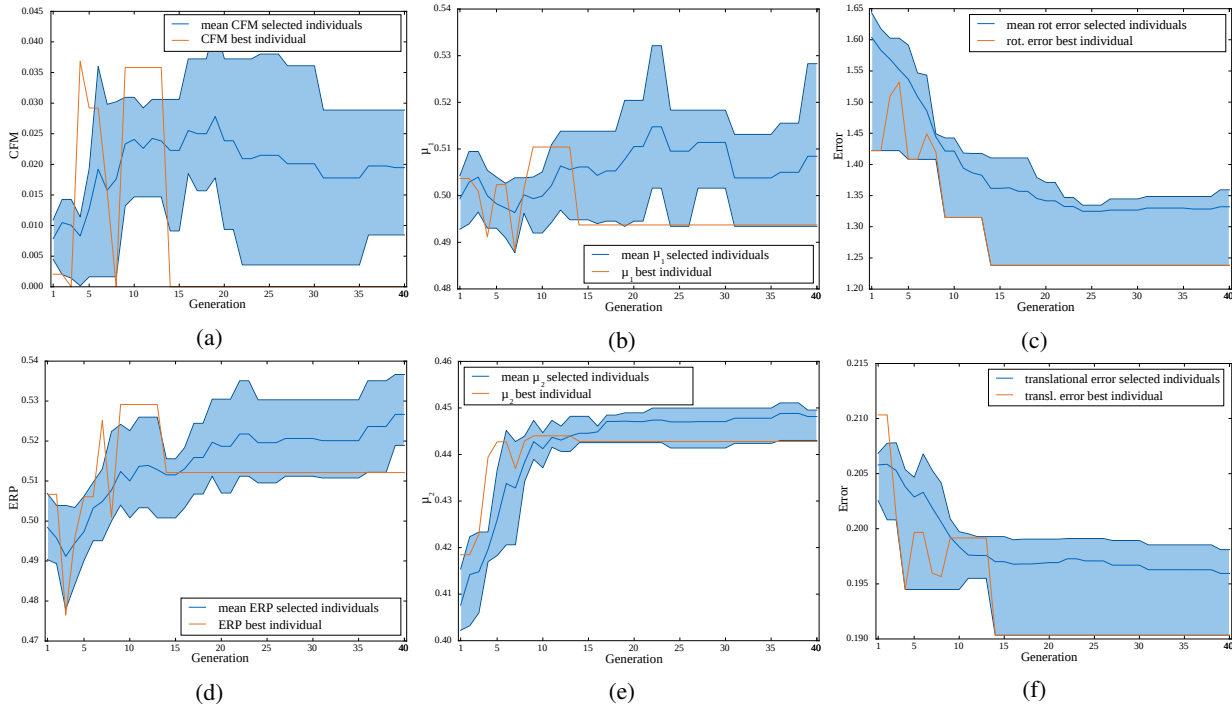 0.045
0.040
0.035
0.030
0.025
0.020
0.015
0.010
0.005
0.000
CFM
mean CFM selected individuals
CFM best individual
1 5 10 15 20 25 30 35 40
Generation
(a)
0.54
0.53
0.52
0.51
0.50
0.49
0.48
μ₁
mean μ₁ selected individuals
μ₁ best individual
1 5 10 15 20 25 30 35 40
Generation
(b)
1.65
1.60
1.55
1.50
1.45
1.40
1.35
1.30
1.25
1.20
Error
mean rot error selected individuals
rot. error best individual
1 5 10 15 20 25 30 35 40
Generation
(c)
0.54
0.53
0.52
0.51
0.50
0.49
0.48
0.47
ERP
mean ERP selected individuals
ERP best individual
1 5 10 15 20 25 30 35 40
Generation
(d)
0.46
0.45
0.44
0.43
0.42
0.41
0.40
μ₂
mean μ₂ selected individuals
μ₂ best individual
1 5 10 15 20 25 30 35 40
Generation
(e)
0.215
0.210
0.205
0.200
0.195
0.190
Error
translational error selected individuals
transl. error best individual
1 5 10 15 20 25 30 35 40
Generation
(f)